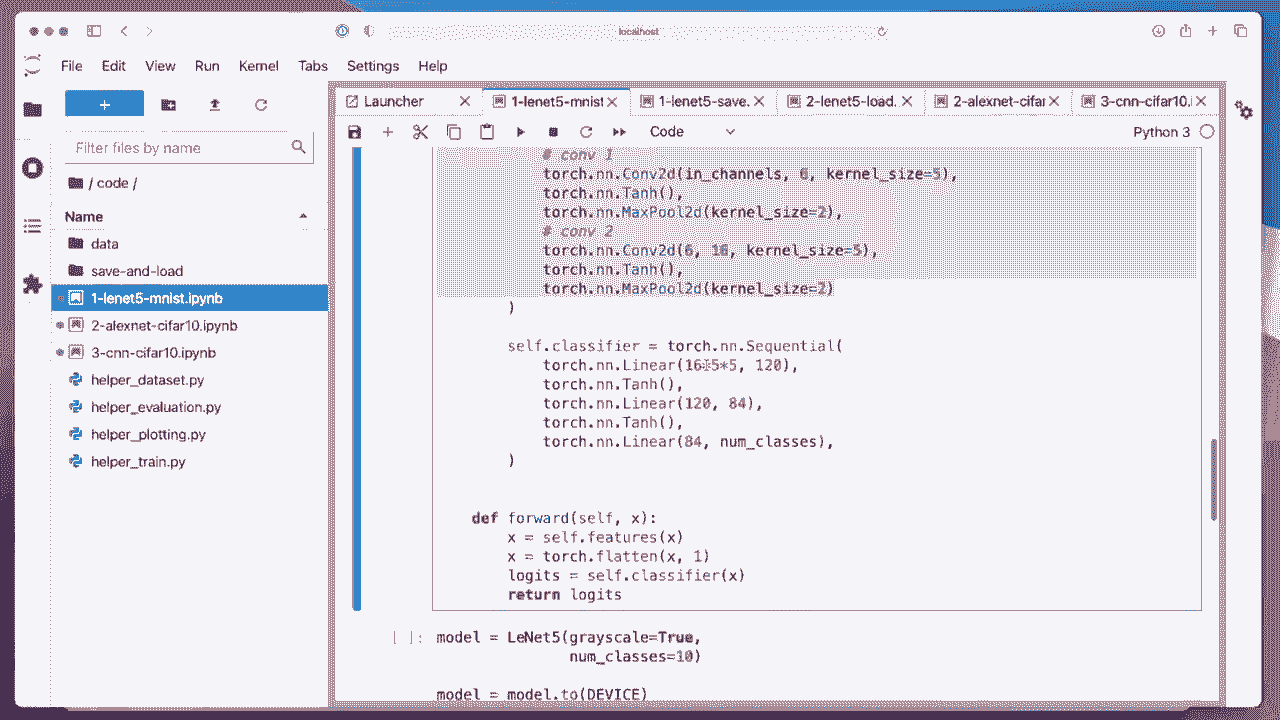 localhost
File Edit View Run Kernel Tabs Settings Help
Launcher 1-lenet5-mnist 1-lenet5-save. 2-lenet5-load. 2-alexnet-cifar 3-cnn-cifar10.
Code Python 3
Filter files by name
/ code /
Name
data
save-and-load
1-lenet5-mnist.ipynb
2-alexnet-cifar10.ipynb
3-cnn-cifar10.ipynb
helper_dataset.py
helper_evaluation.py
helper_plotting.py
helper_train.py
# conv 1
torch.nn.Conv2d(in_channels, 6, kernel_size=5),
torch.nn.Tanh(),
torch.nn.MaxPool2d(kernel_size=2),
# conv 2
torch.nn.Conv2d(6, 16, kernel_size=5),
torch.nn.Tanh(),
torch.nn.MaxPool2d(kernel_size=2)
)
self.classifier = torch.nn.Sequential(
torch.nn.Linear(16*5*5, 120),
torch.nn.Tanh(),
torch.nn.Linear(120, 84),
torch.nn.Tanh(),
torch.nn.Linear(84, num_classes),
)
def forward(self, x):
x = self.features(x)
x = torch.flatten(x, 1)
logits = self.classifier(x)
return logits
[ ]: model = LeNet5(grayscale=True,
num_classes=10)
model = model.to(DEVICE)